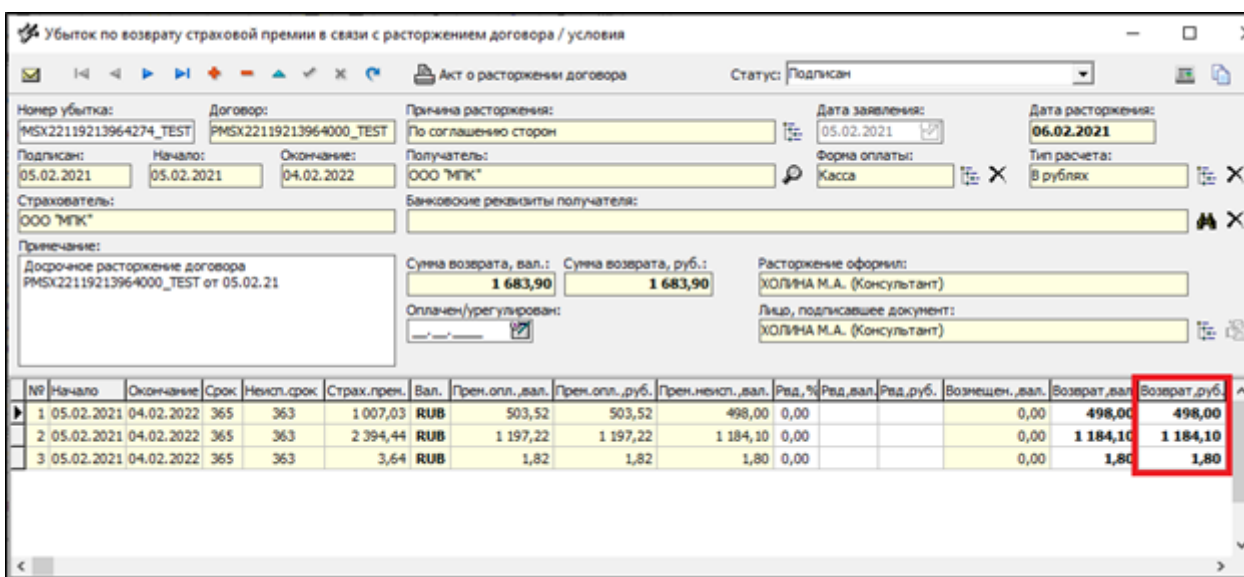 Убыток по возврату страховой премии в связи с расторжением договора / условия
Акт о расторжении договора Статус: Подписан
Номер убытка: Договор: Причина расторжения: Дата заявления: Дата расторжения:
MSX22119213964274_TEST PMSX22119213964000_TEST По соглашению сторон 05.02.2021 06.02.2021
Подписан: Начало: Окончание: Получатель: Форма оплаты: Тип расчета:
05.02.2021 05.02.2021 04.02.2022 ООО "МПК" Касса В рублях
Страхователь: Банковские реквизиты получателя:
ООО "МПК"
Примечание:
Досрочное расторжение договора
PMSX22119213964000_TEST от 05.02.21
Сумма возврата, вал.: Сумма возврата, руб.: Расторжение оформил:
1 683,90 1 683,90 ХОЛИНА М.А. (Консультант)
Оплачен/урегулирован: Лицо, подписавшее документ:
__.__.____ ХОЛИНА М.А. (Консультант)
№ Начало Окончание Срок Неисп.срок Страх.прем. Вал. Прем.опл.,вал. Прем.опл.,руб. Прем.неисп.,вал. Рвд,% Рвд,вал. Рвд,руб. Возмещен.,вал. Возврат,вал Возврат,руб.
1 05.02.2021 04.02.2022 365 363 1 007,03 RUB 503,52 503,52 498,00 0,00 0,00 498,00 498,00
2 05.02.2021 04.02.2022 365 363 2 394,44 RUB 1 197,22 1 197,22 1 184,10 0,00 0,00 1 184,10 1 184,10
3 05.02.2021 04.02.2022 365 363 3,64 RUB 1,82 1,82 1,80 0,00 0,00 1,80 1,80